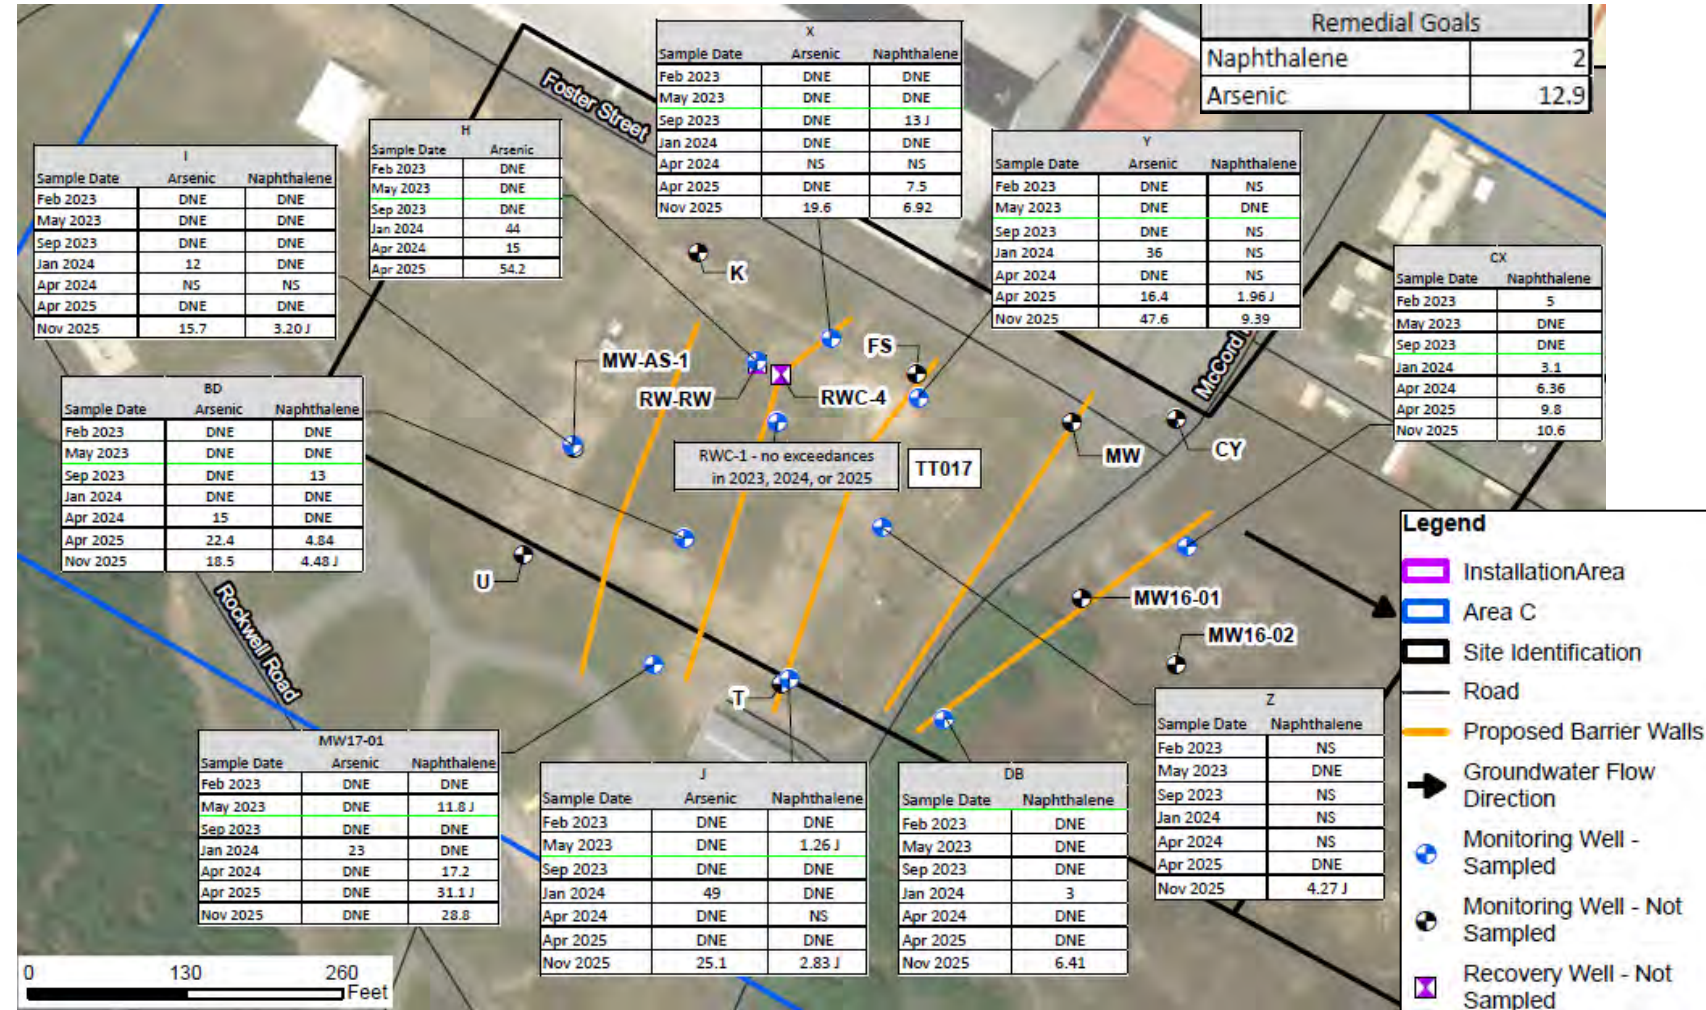 Remedial Goals
Naphthalene 2
Arsenic 12.9
X
Sample Date Arsenic Naphthalene
Feb 2023 DNE DNE
May 2023 DNE DNE
Sep 2023 DNE 13 J
Jan 2024 DNE DNE
Apr 2024 NS NS
Apr 2025 DNE 7.5
Nov 2025 19.6 6.92
Foster Street
H
Sample Date Arsenic
Feb 2023 DNE
May 2023 DNE
Sep 2023 DNE
Jan 2024 44
Apr 2024 15
Apr 2025 54.2
I
Sample Date Arsenic Naphthalene
Feb 2023 DNE DNE
May 2023 DNE DNE
Sep 2023 DNE DNE
Jan 2024 12 DNE
Apr 2024 NS NS
Apr 2025 DNE DNE
Nov 2025 15.7 3.20 J
Y
Sample Date Arsenic Naphthalene
Feb 2023 DNE NS
May 2023 DNE DNE
Sep 2023 DNE NS
Jan 2024 36 NS
Apr 2024 DNE NS
Apr 2025 16.4 1.96 J
Nov 2025 47.6 9.39
CX
Sample Date Naphthalene
Feb 2023 5
May 2023 DNE
Sep 2023 DNE
Jan 2024 3.1
Apr 2024 6.36
Apr 2025 9.8
Nov 2025 10.6
K
MW-AS-1
FS
RW-RW
RWC-4
McCord
RWC-1 - no exceedances
in 2023, 2024, or 2025
TT017
MW
CY
BD
Sample Date Arsenic Naphthalene
Feb 2023 DNE DNE
May 2023 DNE DNE
Sep 2023 DNE 13
Jan 2024 DNE DNE
Apr 2024 15 DNE
Apr 2025 22.4 4.84
Nov 2025 18.5 4.48 J
U
MW16-01
MW16-02
Rockwell Road
T
MW17-01
Sample Date Arsenic Naphthalene
Feb 2023 DNE DNE
May 2023 DNE 11.8 J
Sep 2023 DNE DNE
Jan 2024 23 DNE
Apr 2024 DNE 17.2
Apr 2025 DNE 31.1 J
Nov 2025 DNE 28.8
J
Sample Date Arsenic Naphthalene
Feb 2023 DNE DNE
May 2023 DNE 1.26 J
Sep 2023 DNE DNE
Jan 2024 49 DNE
Apr 2024 DNE NS
Apr 2025 DNE DNE
Nov 2025 25.1 2.83 J
DB
Sample Date Naphthalene
Feb 2023 DNE
May 2023 DNE
Sep 2023 DNE
Jan 2024 3
Apr 2024 DNE
Apr 2025 DNE
Nov 2025 6.41
Z
Sample Date Naphthalene
Feb 2023 NS
May 2023 DNE
Sep 2023 NS
Jan 2024 NS
Apr 2024 NS
Apr 2025 DNE
Nov 2025 4.27 J
0 130 260
Feet
Legend
InstallationArea
Area C
Site Identification
Road
Proposed Barrier Walls
Groundwater Flow
Direction
Monitoring Well -
Sampled
Monitoring Well - Not
Sampled
Recovery Well - Not
Sampled